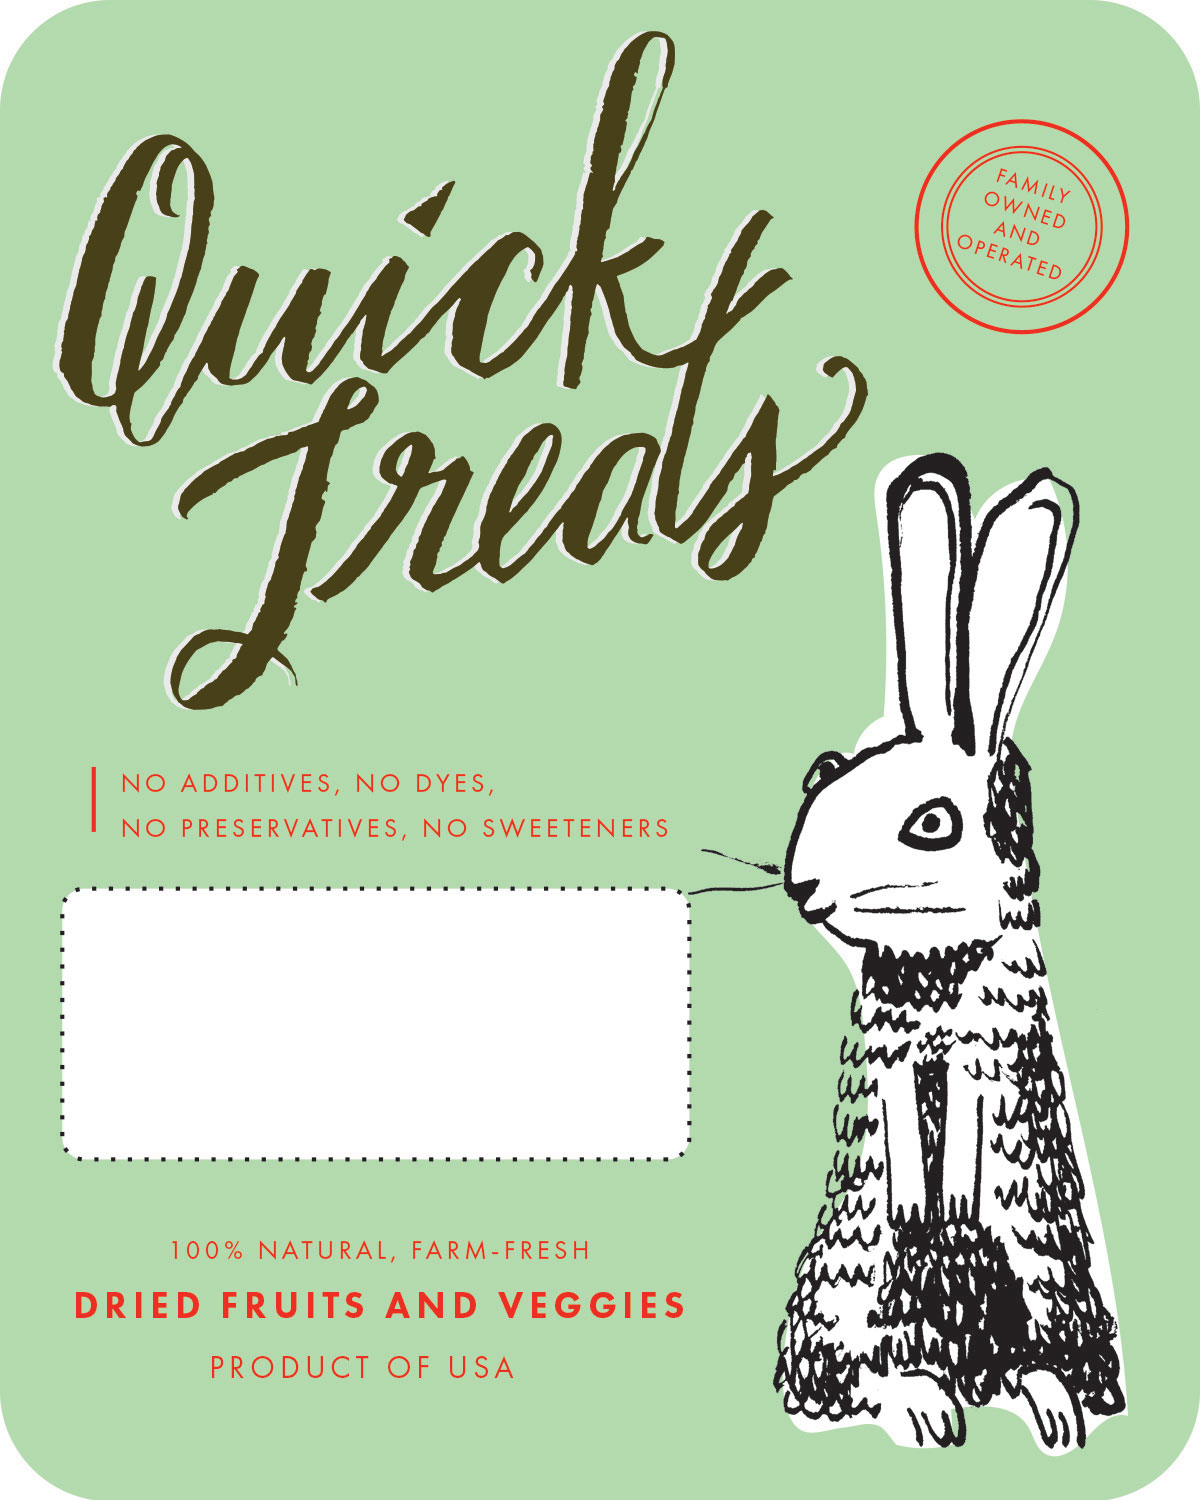 Quick
Treats
FAMILY
OWNED
AND
OPERATED
NO ADDITIVES, NO DYES,
NO PRESERVATIVES, NO SWEETENERS
100% NATURAL, FARM-FRESH
DRIED FRUITS AND VEGGIES
PRODUCT OF USA